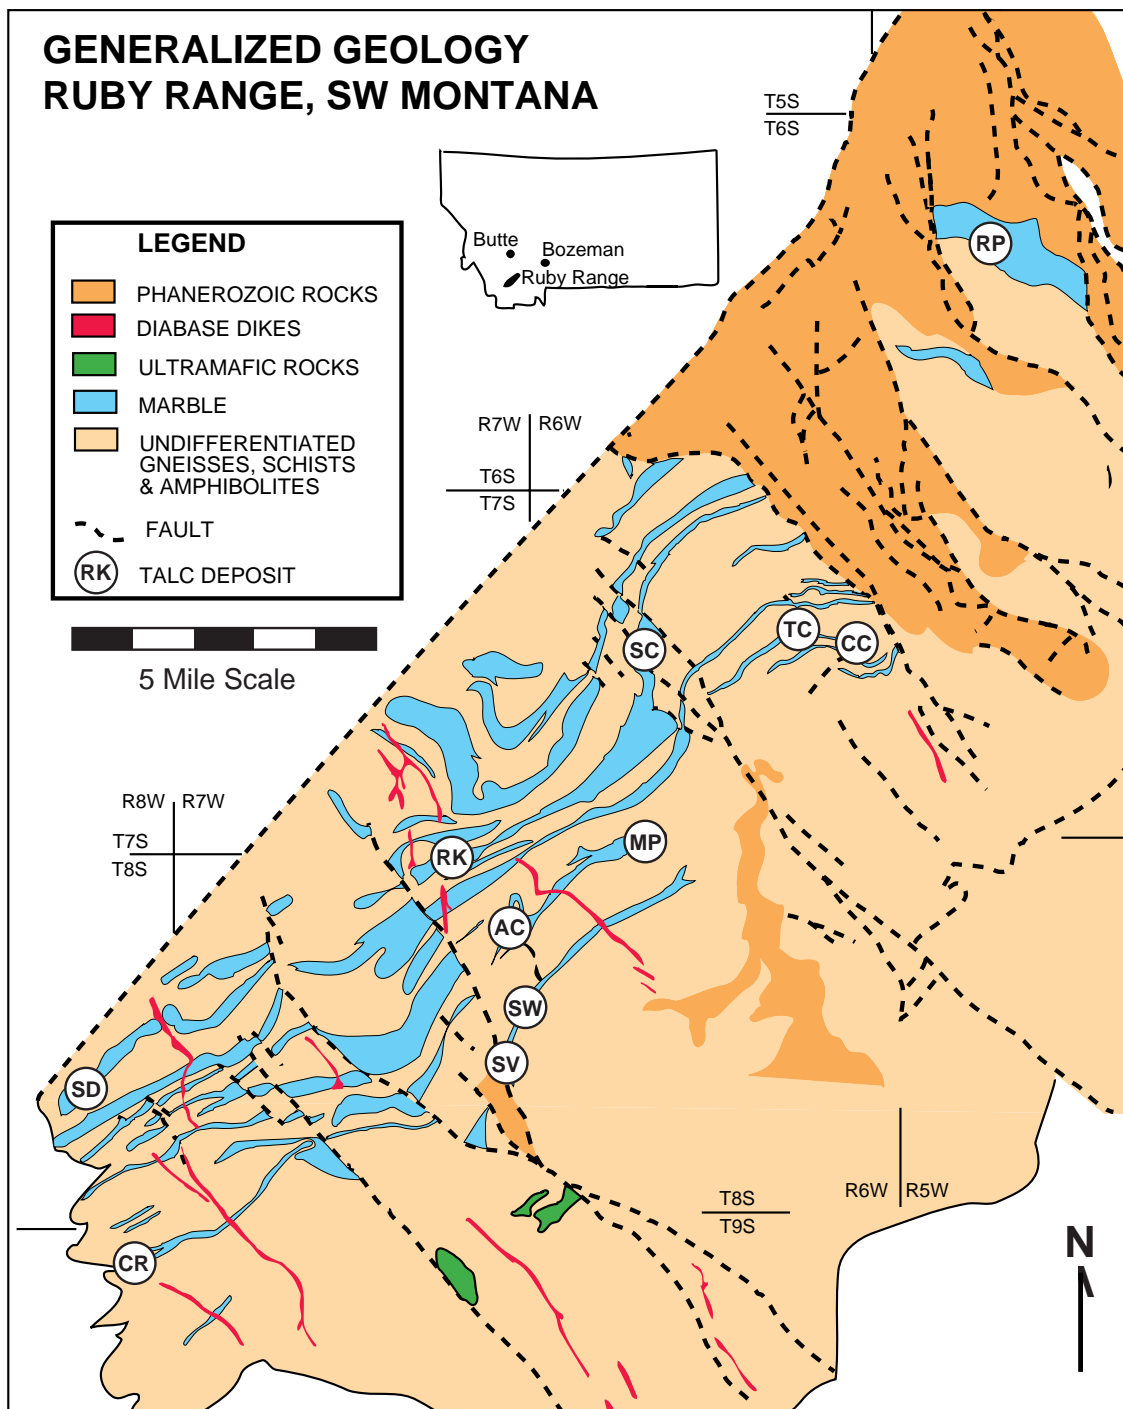 GENERALIZED GEOLOGY
RUBY RANGE, SW MONTANA
T5S
T6S
Butte
Bozeman
Ruby Range
LEGEND
PHANEROZOIC ROCKS
DIABASE DIKES
ULTRAMAFIC ROCKS
MARBLE
UNDIFFERENTIATED
GNEISSES, SCHISTS
& AMPHIBOLITES
FAULT
RK TALC DEPOSIT
5 Mile Scale
RP
R7W R6W
T6S
T7S
SC
TC
CC
R8W R7W
T7S
T8S
RK
MP
AC
SW
SV
SD
CR
R6W R5W
T8S
T9S
N